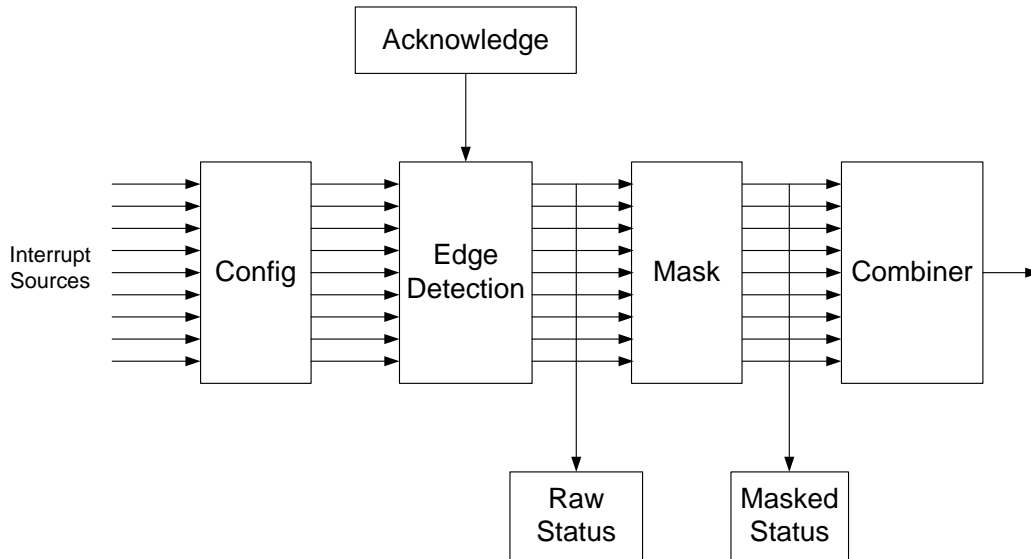 Acknowledge
Interrupt
Sources
Config
Edge
Detection
Mask
Combiner
Raw
Status
Masked
Status